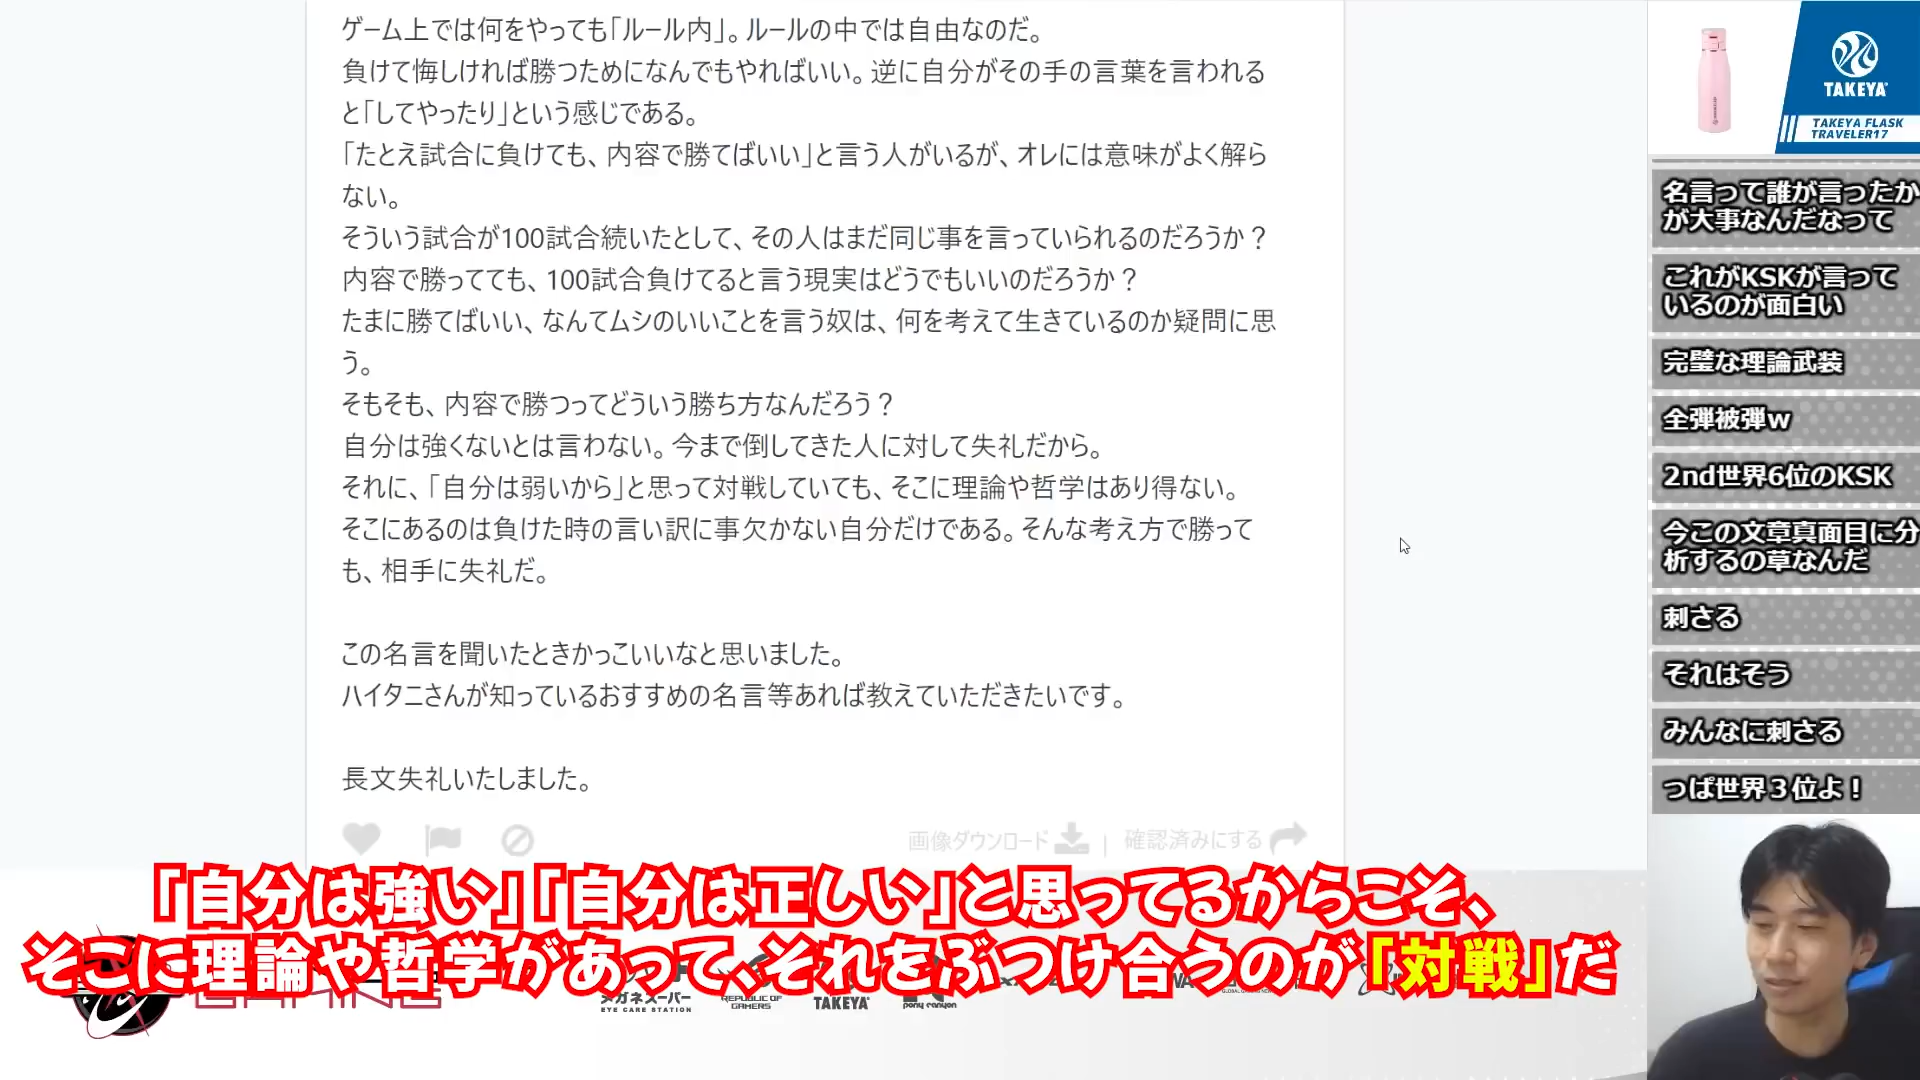 ゲーム上では何をやっても「ルール内」。ルールの中では自由なのだ。
負けて悔しければ勝つためになんでもやればいい。逆に自分がその手の言葉を言われる
と「してやったり」という感じである。
「たとえ試合に負けても、内容で勝てばいい」と言う人がいるが、オレには意味がよく解ら
ない。
そういう試合が100試合続いたとして、その人はまだ同じ事を言っていられるのだろうか？
内容で勝ってても、100試合負けてると言う現実はどうでもいいのだろうか？
たまに勝てばいい、なんてムシのいいことを言う奴は、何を考えて生きているのか疑問に思
う。
そもそも、内容で勝つってどういう勝ち方なんだろう？
自分は強くないとは言わない。今まで倒してきた人に対して失礼だから。
それに、「自分は弱いから」と思って対戦していても、そこに理論や哲学はあり得ない。
そこにあるのは負けた時の言い訳に事欠かない自分だけである。そんな考え方で勝って
も、相手に失礼だ。
この名言を聞いたときかっこいいなと思いました。
ハイタニさんが知っているおすすめの名言等あれば教えていただきたいです。
長文失礼いたしました。
画像ダウンロード | 確認済みにする
「自分は強い」「自分は正しい」と思ってるからこそ、
そこに理論や哲学があって、それをぶつけ合うのが「対戦」だ
メガネスーパー
EYE CARE STATION
REPUBLIC OF
GAMERS
TAKEYA
pony canyon
TAKEYA
TAKEYA FLASK
TRAVELER17
名言って誰が言ったか
が大事なんだなって
これがKSKが言って
いるのが面白い
完璧な理論武装
全弾被弾w
2nd世界6位のKSK
今この文章真面目に分
析するの草なんだ
刺さる
それはそう
みんなに刺さる
つぱ世界３位よ！